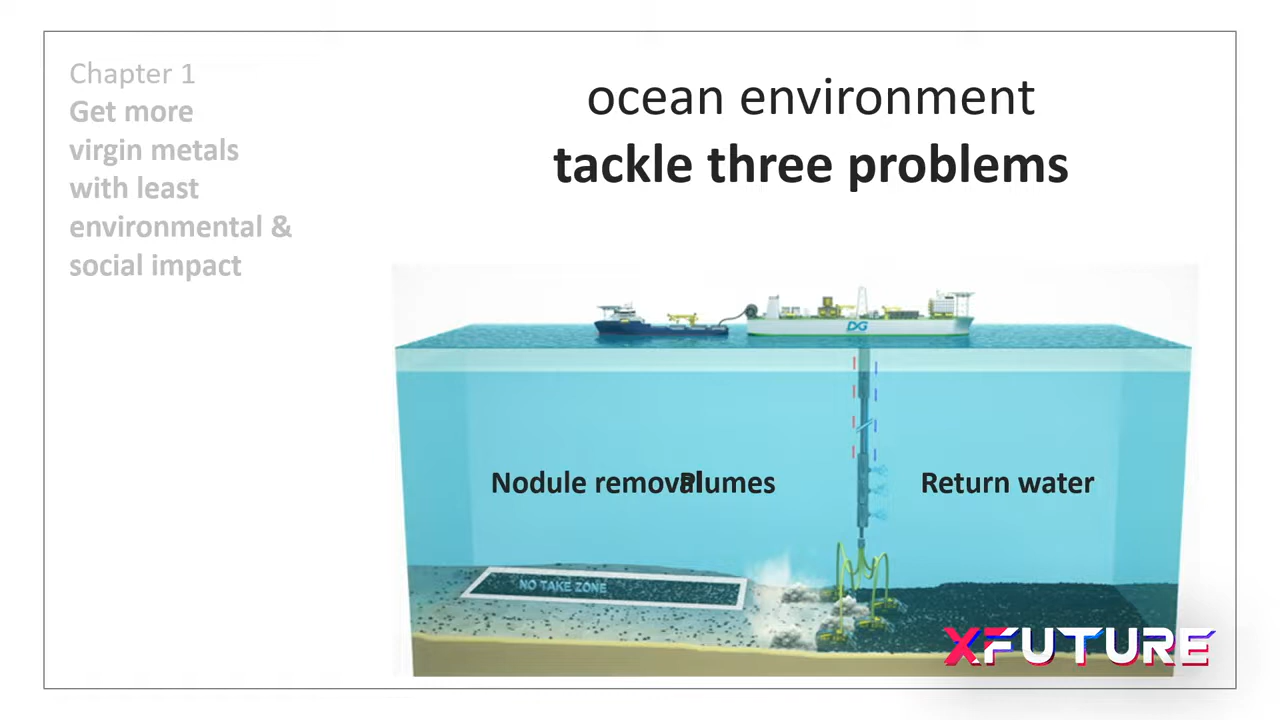 Chapter 1
Get more
virgin metals
with least
environmental &
social impact
ocean environment
tackle three problems
DG
Nodule removal
Plumes
Return water
NO TAKE ZONE
XFUTURE